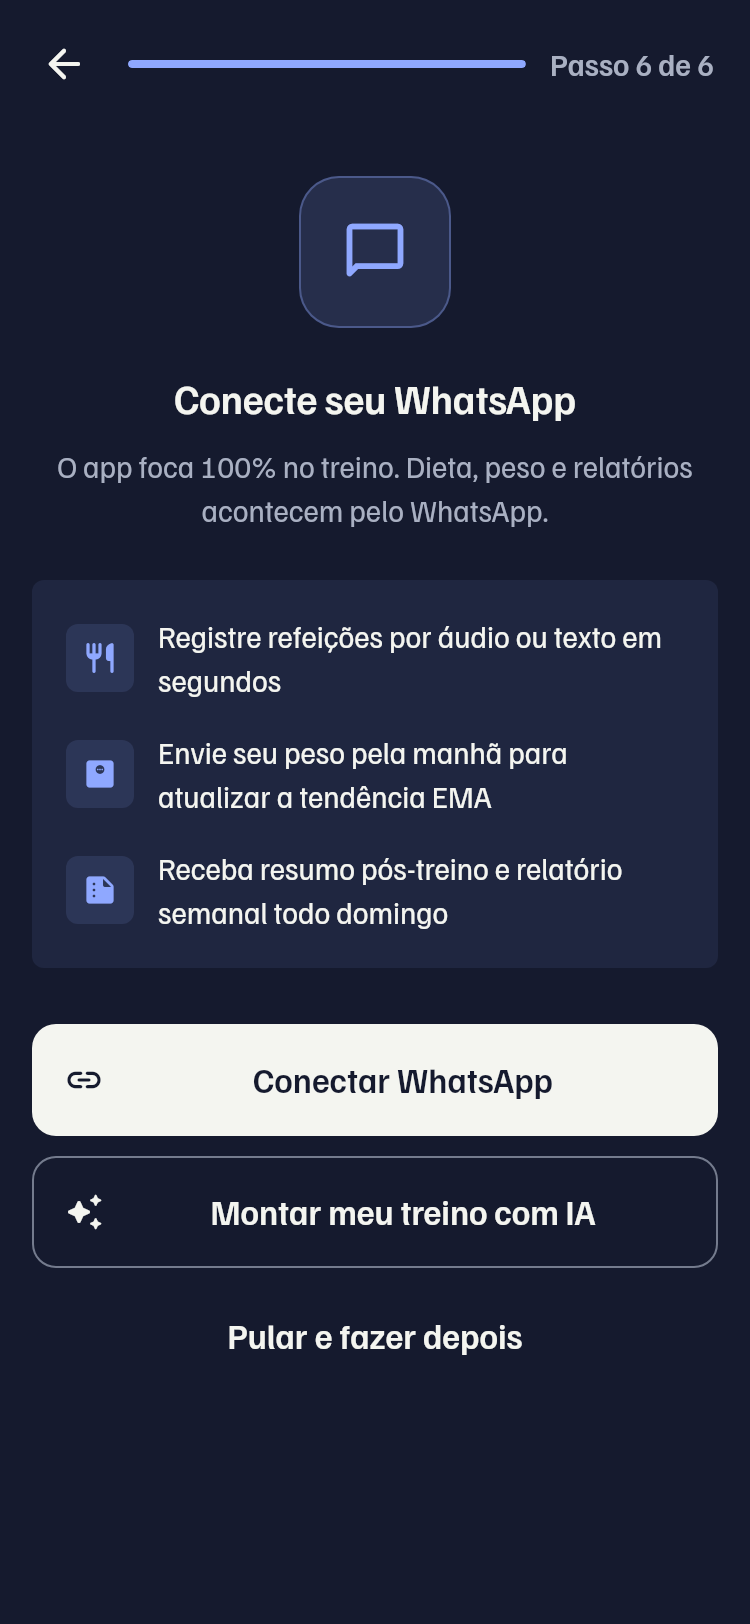 Passo 6 de 6
Conecte seu WhatsApp
O app foca 100% no treino. Dieta, peso e relatórios
acontecem pelo WhatsApp.
Registre refeições por áudio ou texto em
segundos
Envie seu peso pela manhã para
atualizar a tendência EMA
Receba resumo pós-treino e relatório
semanal todo domingo
Conectar WhatsApp
Montar meu treino com IA
Pular e fazer depois